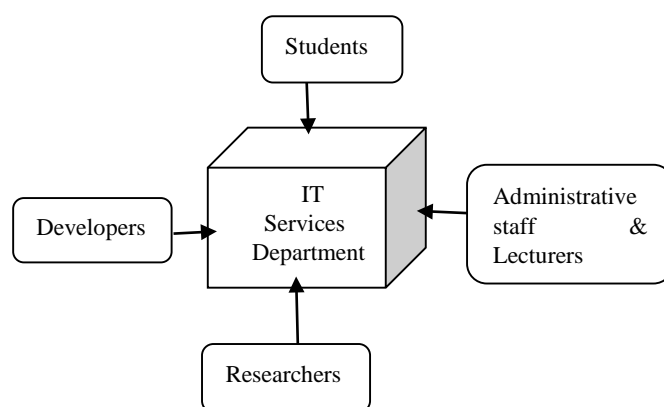 Students
IT
Services
Department
Developers
Administrative
staff &
Lecturers
Researchers